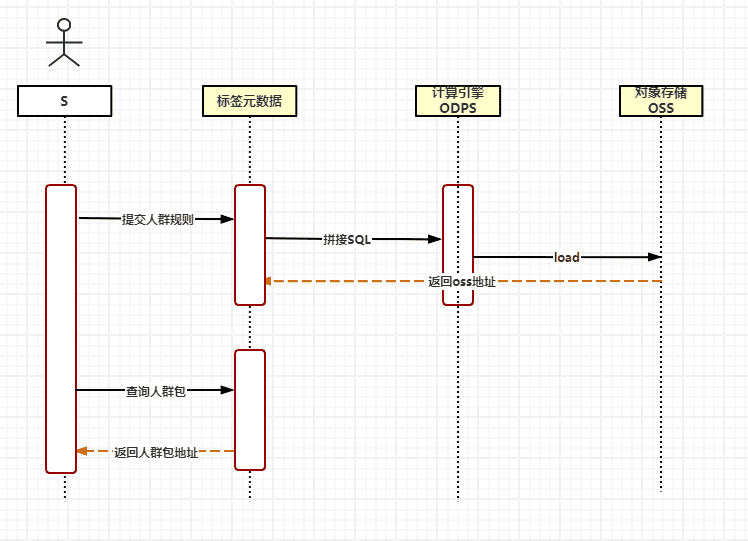 S
标签元数据
计算引擎
ODPS
对象存储
OSS
提交人群规则
拼接SQL
load
返回oss地址
查询人群包
返回人群包地址